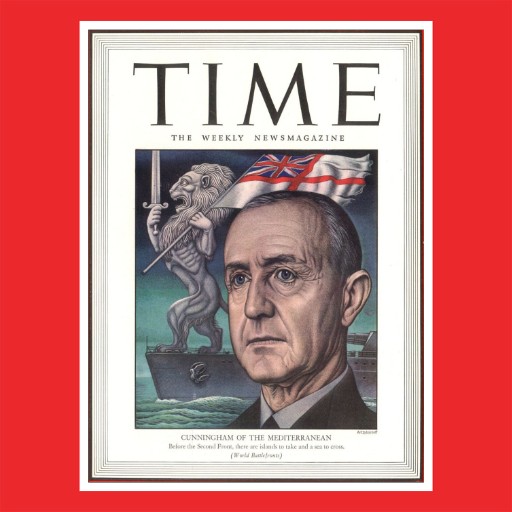 TIME
THE WEEKLY NEWSMAGAZINE
CUNNINGHAM OF THE MEDITERRANEAN
Before the Second Front, there are islands to take and a sea to cross.
(World Battlefronts)